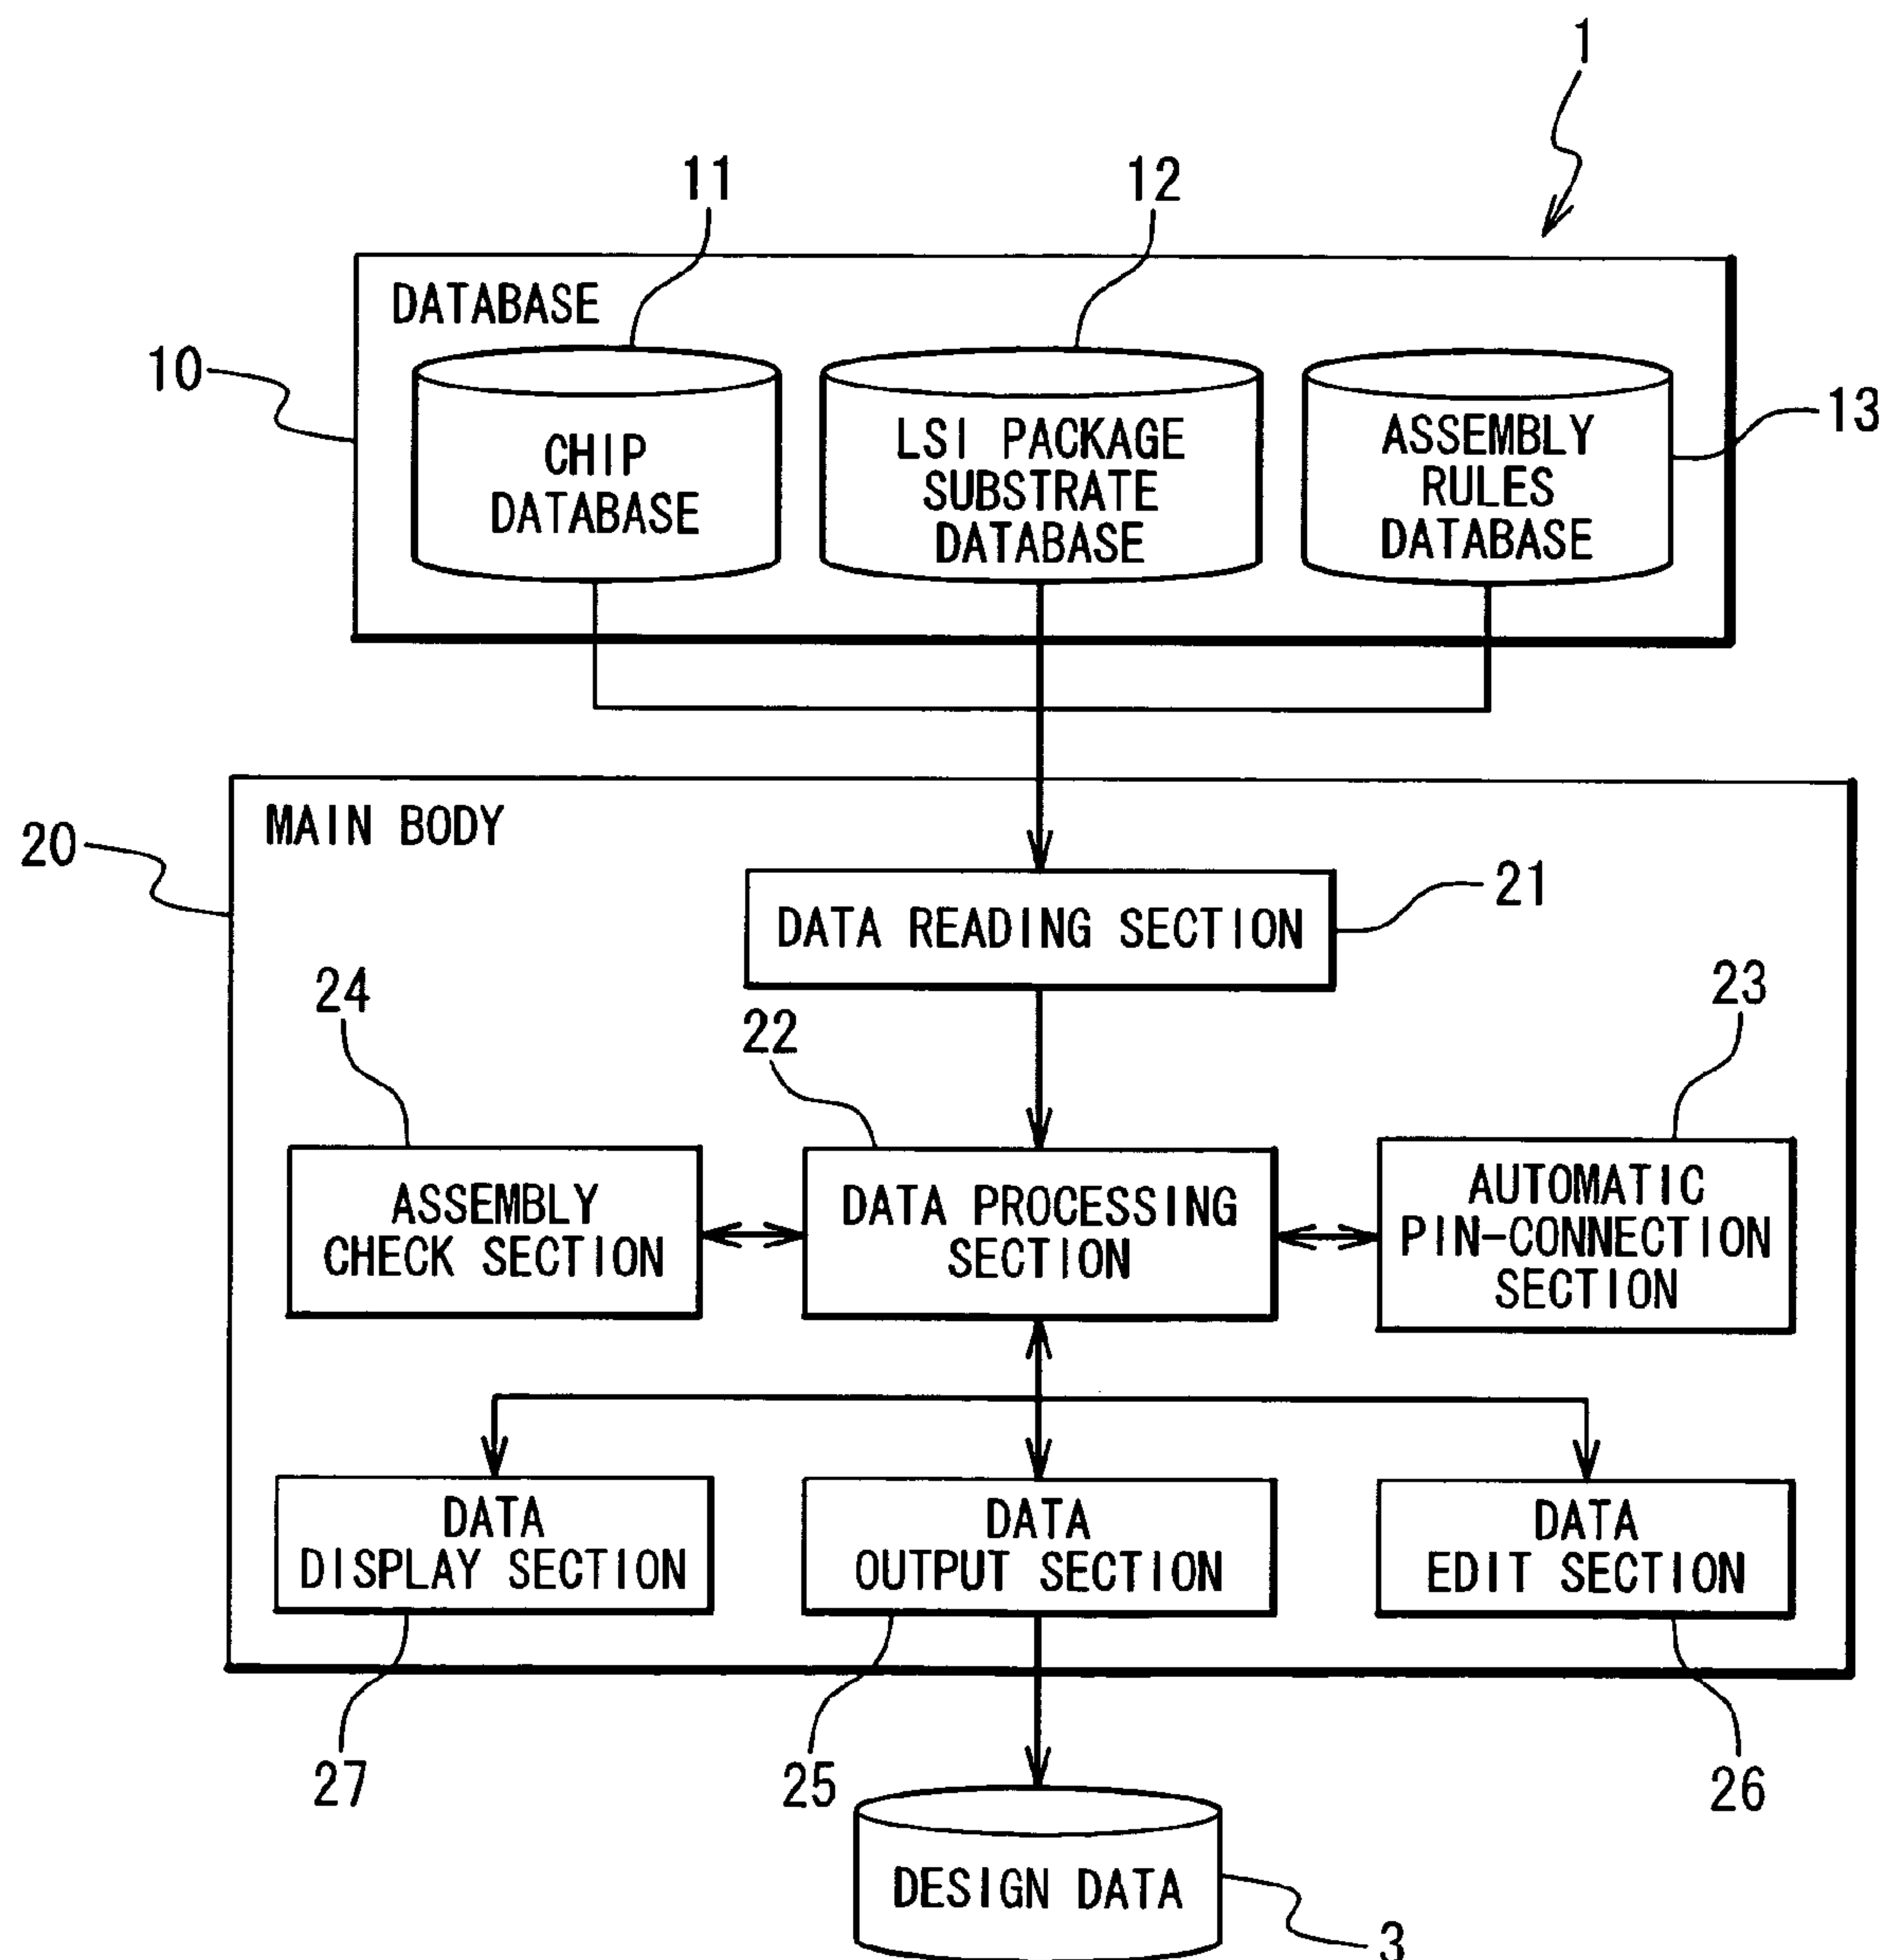 1
11
12
DATABASE
10
CHIP
DATABASE
LSI PACKAGE
SUBSTRATE
DATABASE
ASSEMBLY
RULES
DATABASE
13
MAIN BODY
20
DATA READING SECTION
21
24
22
23
ASSEMBLY
CHECK SECTION
DATA PROCESSING
SECTION
AUTOMATIC
PIN-CONNECTION
SECTION
DATA
DISPLAY SECTION
DATA
OUTPUT SECTION
DATA
EDIT SECTION
27
25
26
DESIGN DATA
3